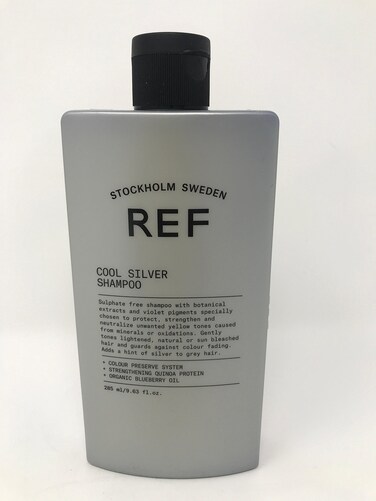 STOCKHOLM SWEDEN
REF
COOL SILVER
SHAMPOO
Sulphate free shampoo with botanical
extracts and violet pigments specially
chosen to protect, strengthen and
neutralize unwanted yellow tones caused
from minerals or oxidations. Gently
tones lightened, natural or sun bleached
hair and guards against colour fading.
Adds a hint of silver to grey hair.
• COLOUR PRESERVE SYSTEM
• STRENGTHENING QUINOA PROTEIN
• ORGANIC BLUEBERRY OIL
285 ml/9.63 fl.oz.